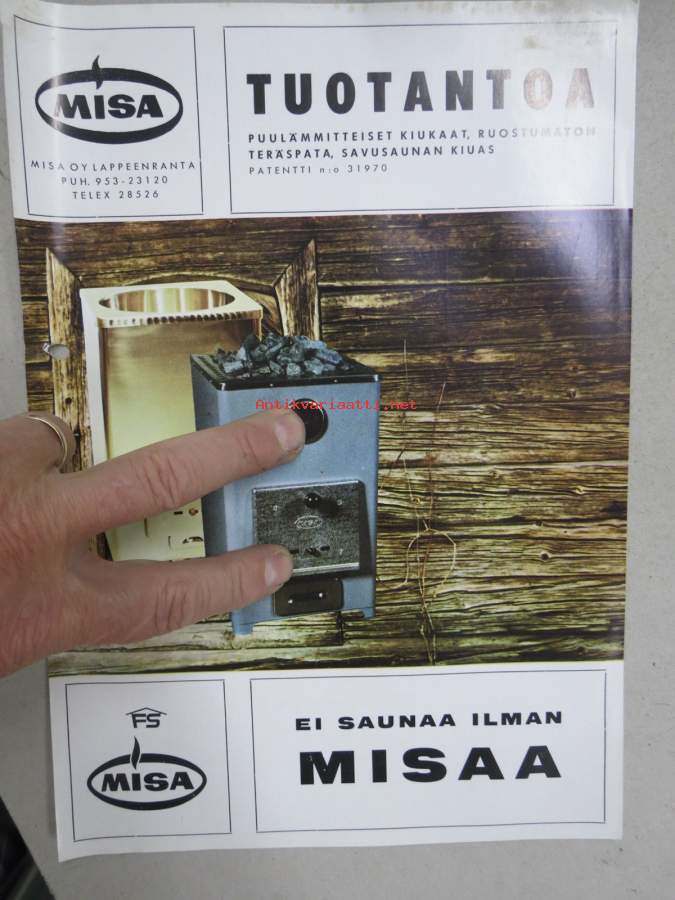 MISA
MISA OY LAPPEENRANTA
PUH. 953-23120
TELEX 28526
TUOTANTOA
PUULÄMMITTEISET KIUKAAT, RUOSTUMATON
TERÄSPATA, SAVUSAUNAN KIUAS
PATENTTI n:o 31970
Antikvariaatti.net
MISA
FS
MISA
EI SAUNAA ILMAN
MISAA